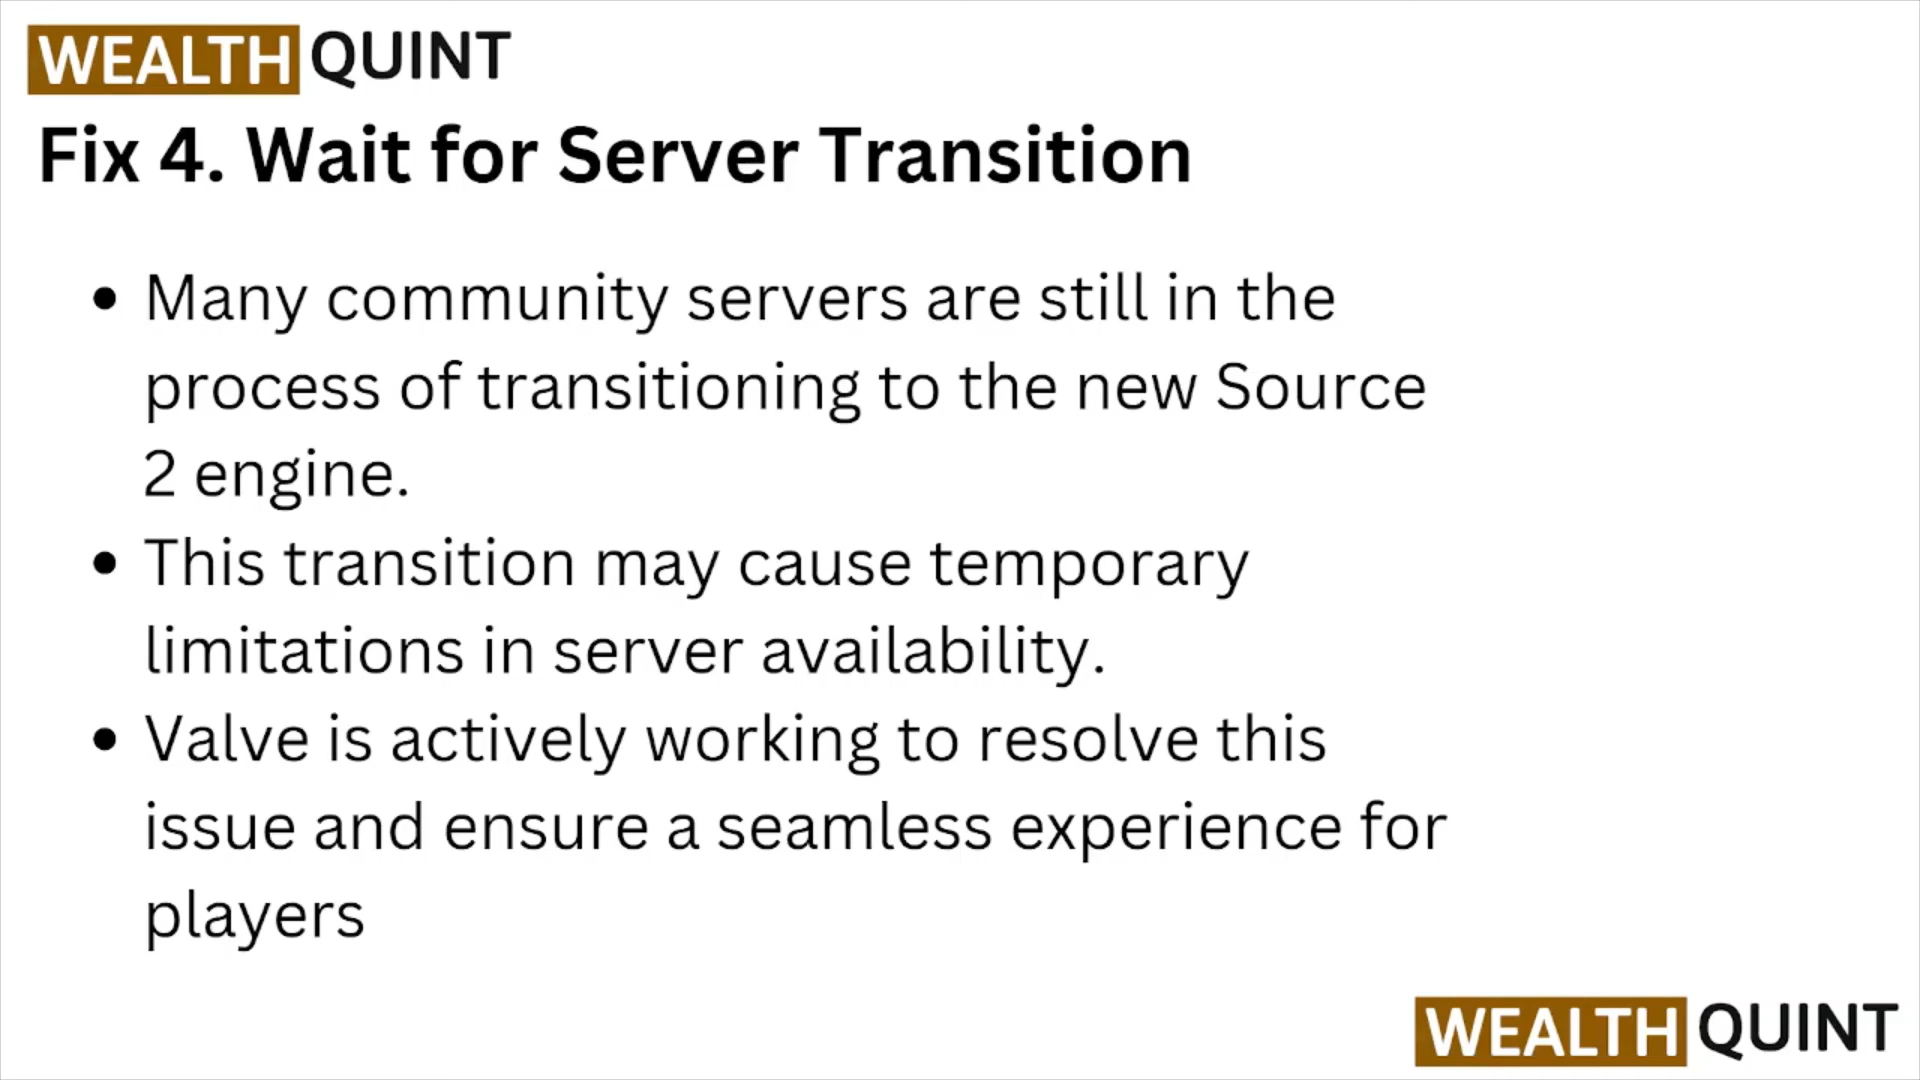 WEALTH QUINT
Fix 4. Wait for Server Transition
• Many community servers are still in the
process of transitioning to the new Source
2 engine.
• This transition may cause temporary
limitations in server availability.
• Valve is actively working to resolve this
issue and ensure a seamless experience for
players
WEALTH QUINT